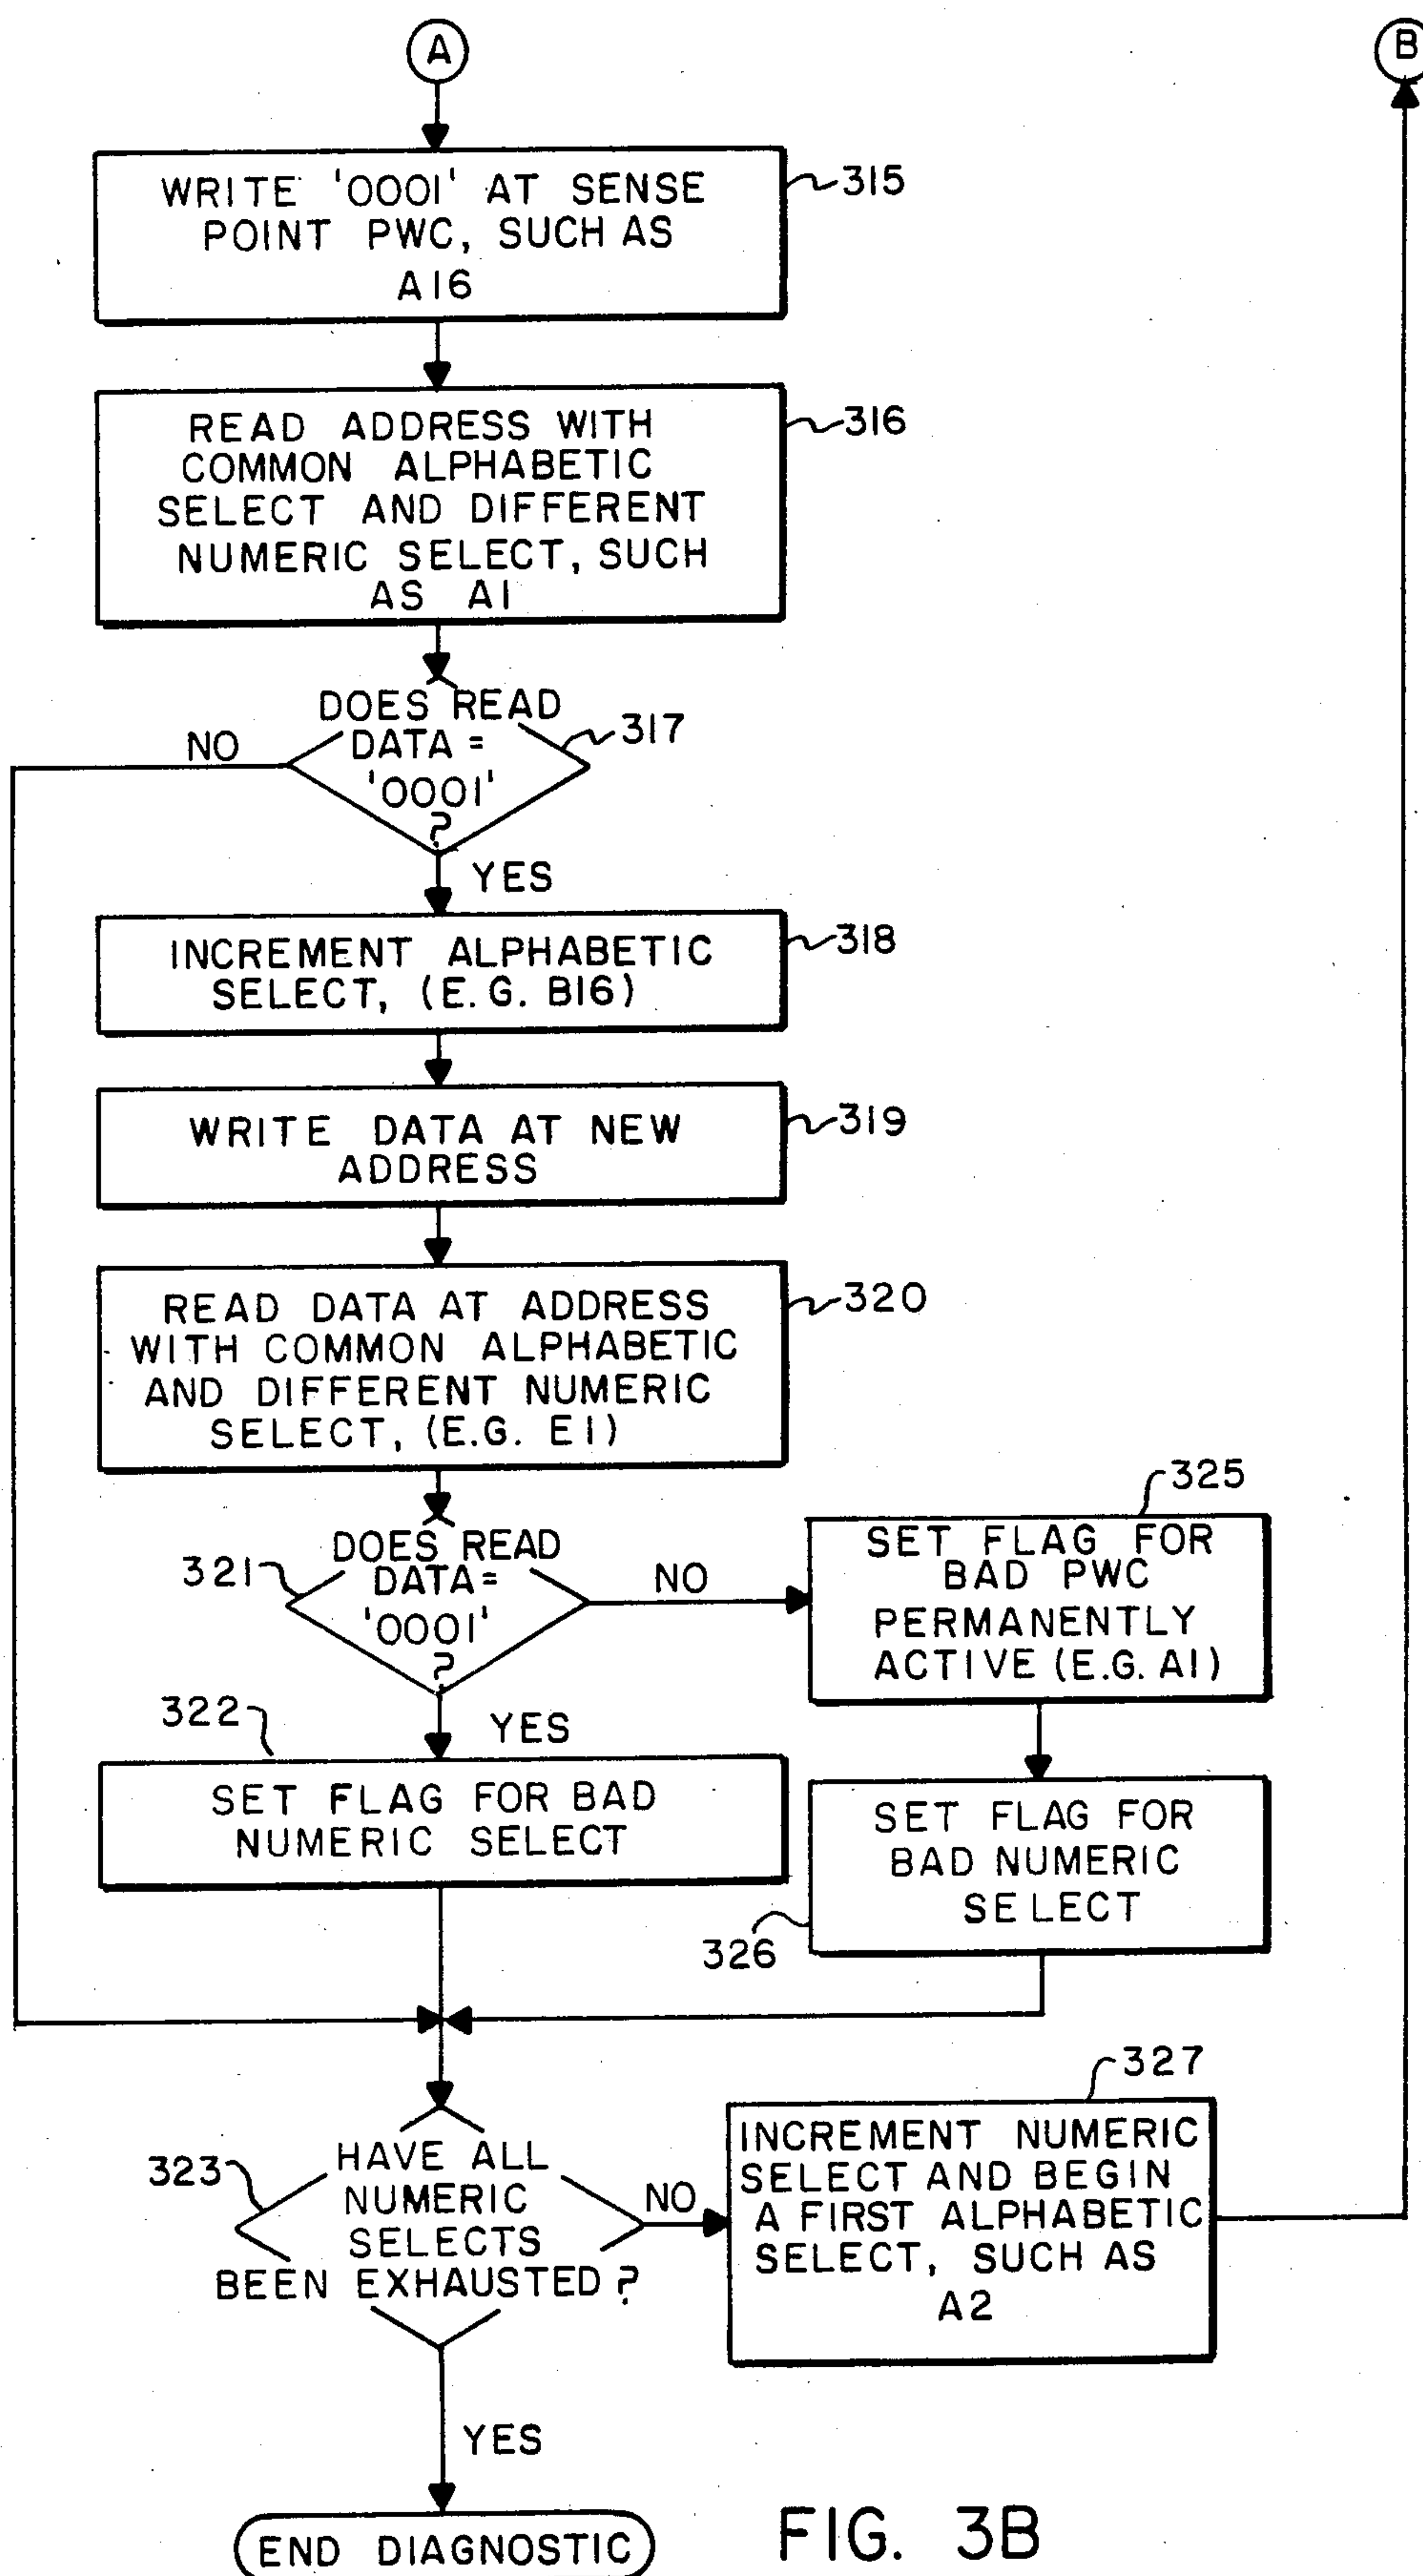 A
B
WRITE '0001' AT SENSE
POINT PWC, SUCH AS
A16
315
READ ADDRESS WITH
COMMON ALPHABETIC
SELECT AND DIFFERENT
NUMERIC SELECT, SUCH
AS A1
316
DOES READ
DATA =
'0001'
?
317
NO
YES
INCREMENT ALPHABETIC
SELECT, (E.G. B16)
318
WRITE DATA AT NEW
ADDRESS
319
READ DATA AT ADDRESS
WITH COMMON ALPHABETIC
AND DIFFERENT NUMERIC
SELECT, (E.G. E1)
320
DOES READ
DATA=
'0001'
?
321
NO
YES
325
SET FLAG FOR
BAD PWC
PERMANENTLY
ACTIVE (E.G. A1)
322
SET FLAG FOR BAD
NUMERIC SELECT
SET FLAG FOR
BAD NUMERIC
SELECT
326
323
HAVE ALL
NUMERIC
SELECTS
BEEN EXHAUSTED?
NO
YES
327
INCREMENT NUMERIC
SELECT AND BEGIN
A FIRST ALPHABETIC
SELECT, SUCH AS
A2
END DIAGNOSTIC
FIG. 3B